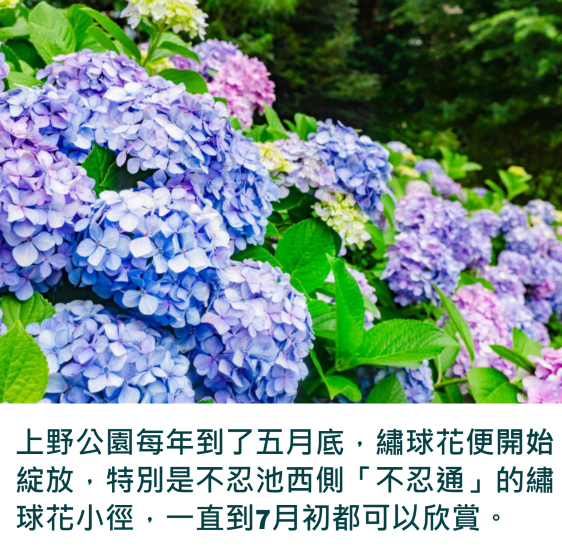 上野公園每年到了五月底，繡球花便開始
綻放，特別是不忍池西側「不忍通」的繡
球花小徑，一直到7月初都可以欣賞。